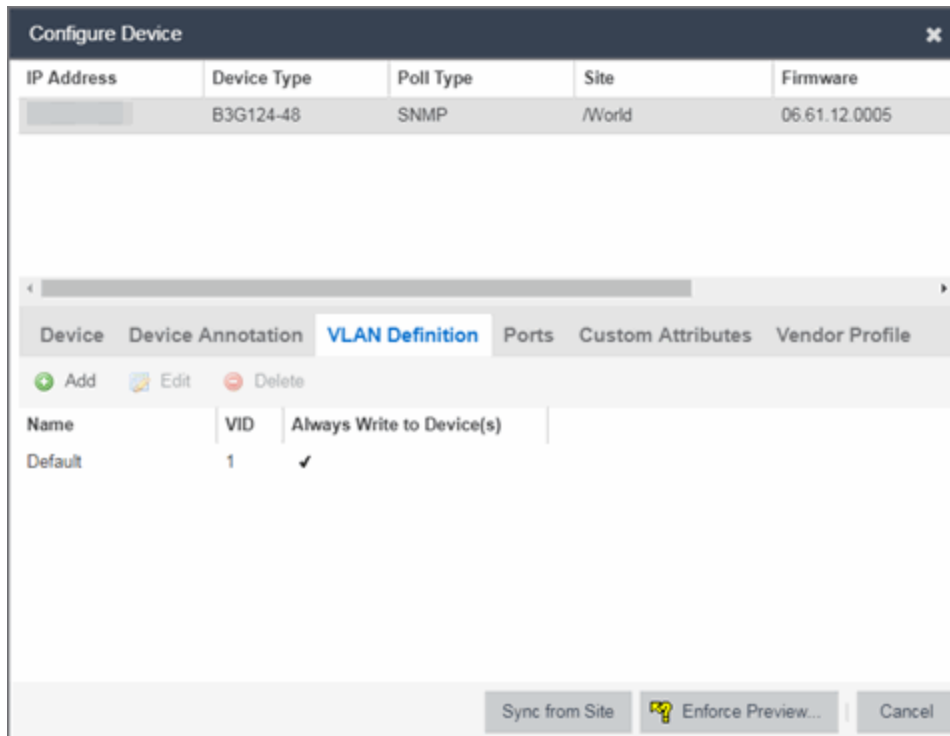 Configure Device
IP Address Device Type Poll Type Site Firmware
B3G124-48 SNMP /World 06.61.12.0005
Device Device Annotation VLAN Definition Ports Custom Attributes Vendor Profile
Add Edit Delete
Name VID Always Write to Device(s)
Default 1 ✔
Sync from Site Enforce Preview... Cancel